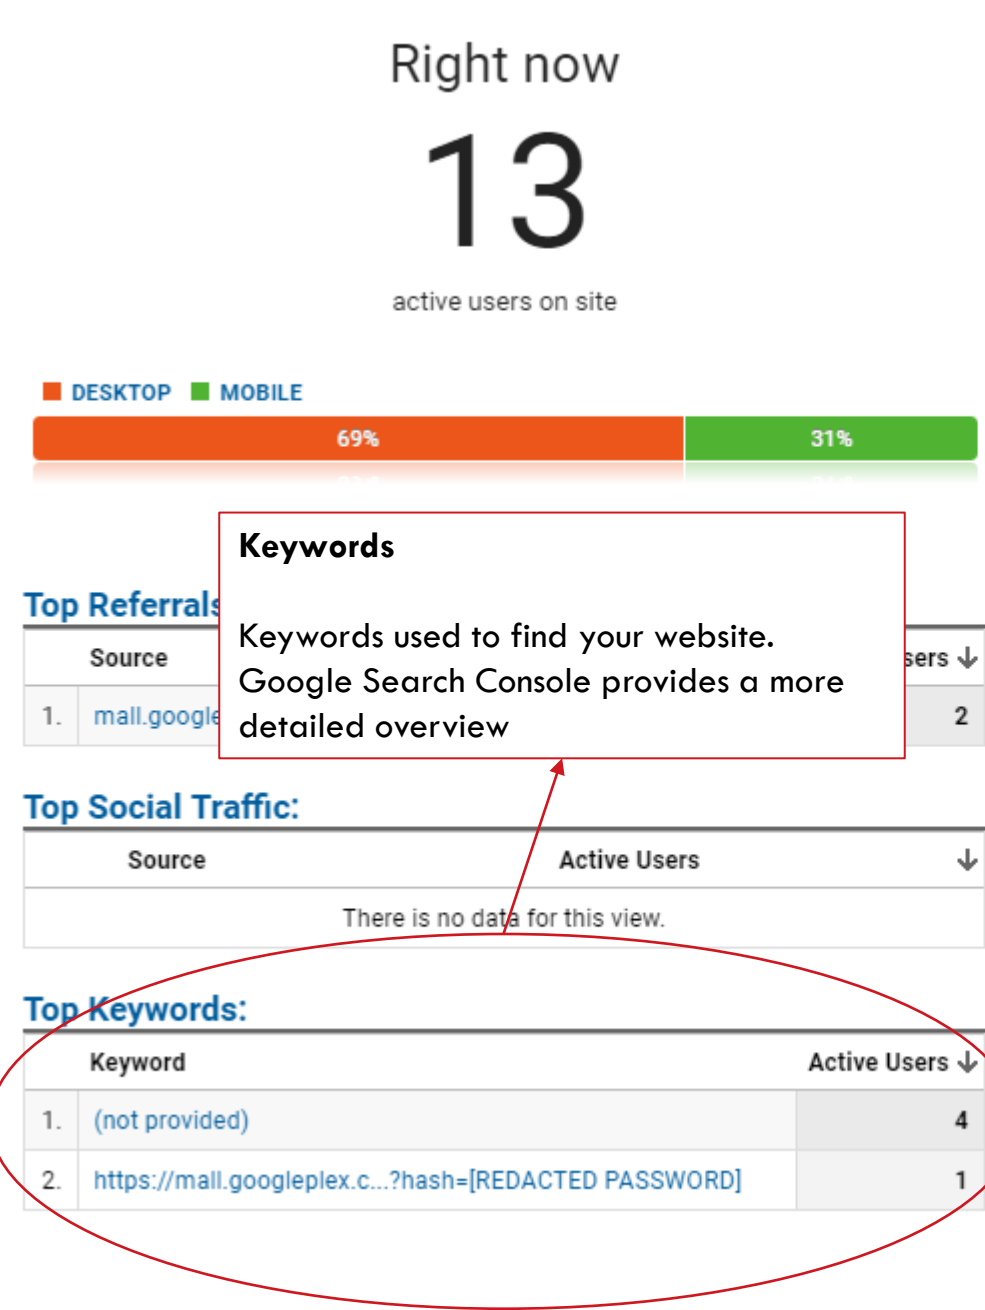 Right now
13
active users on site
DESKTOP MOBILE
69% 31%
Keywords
Keywords used to find your website.
Google Search Console provides a more
detailed overview
Top Referrals
Source sers
1. mall.google 2
Top Social Traffic:
Source Active Users
There is no data for this view.
Top Keywords:
Keyword Active Users
1. (not provided) 4
2. https://mall.googleplex.c...?hash=[REDACTED PASSWORD] 1